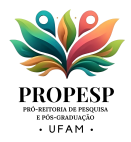 PROPESP
PRÓ-REITORIA DE PESQUISA
E PÓS-GRADUAÇÃO
• UFAM •